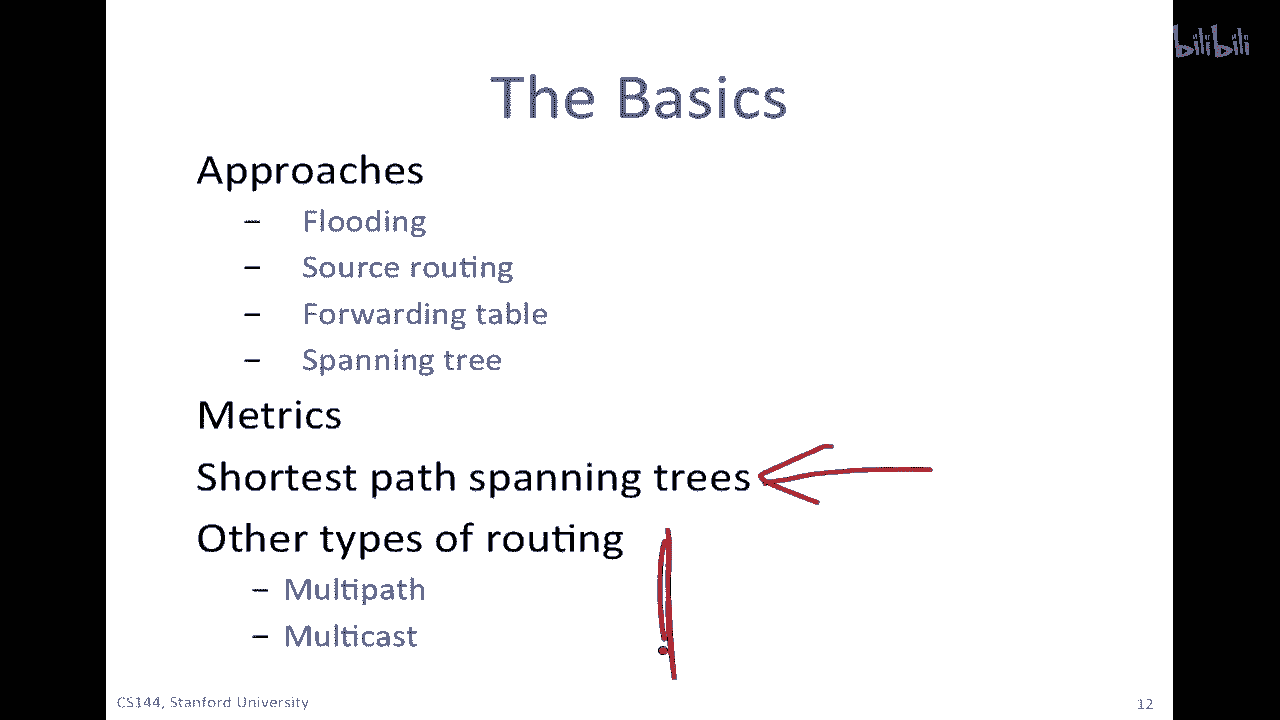 bilibili
The Basics
Approaches
– Flooding
– Source routing
– Forwarding table
– Spanning tree
Metrics
Shortest path spanning trees
Other types of routing
– Multipath
– Multicast
CS144, Stanford University
12